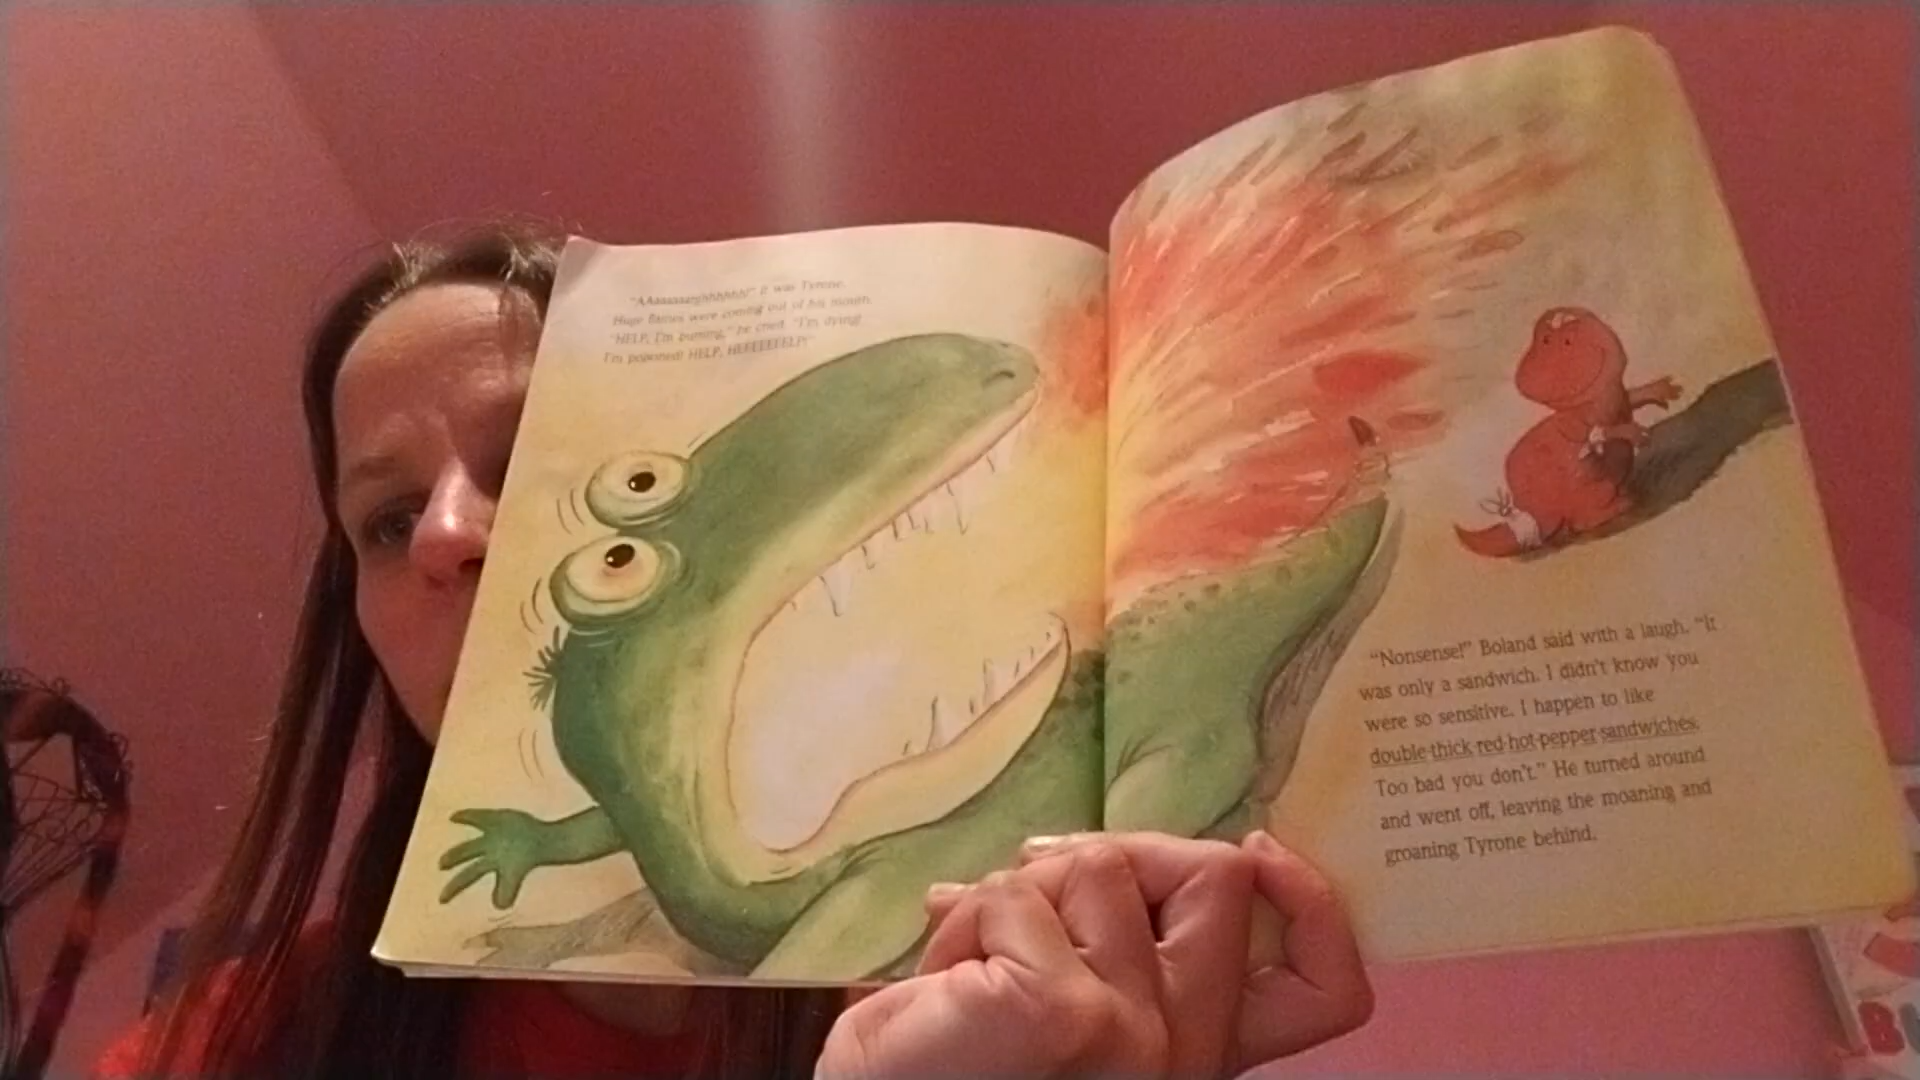 "AAaaaaaarghhhhhh!" It was Tyrone.
Huge flames were coming out of his mouth.
"HELP, I'm burning," he cried. "I'm dying!
I'm poisoned! HELP, HEEEEEEELP!"
"Nonsense!" Boland said with a laugh. "It
was only a sandwich. I didn't know you
were so sensitive. I happen to like
double-thick-red-hot-pepper-sandwiches.
Too bad you don't." He turned around
and went off, leaving the moaning and
groaning Tyrone behind.